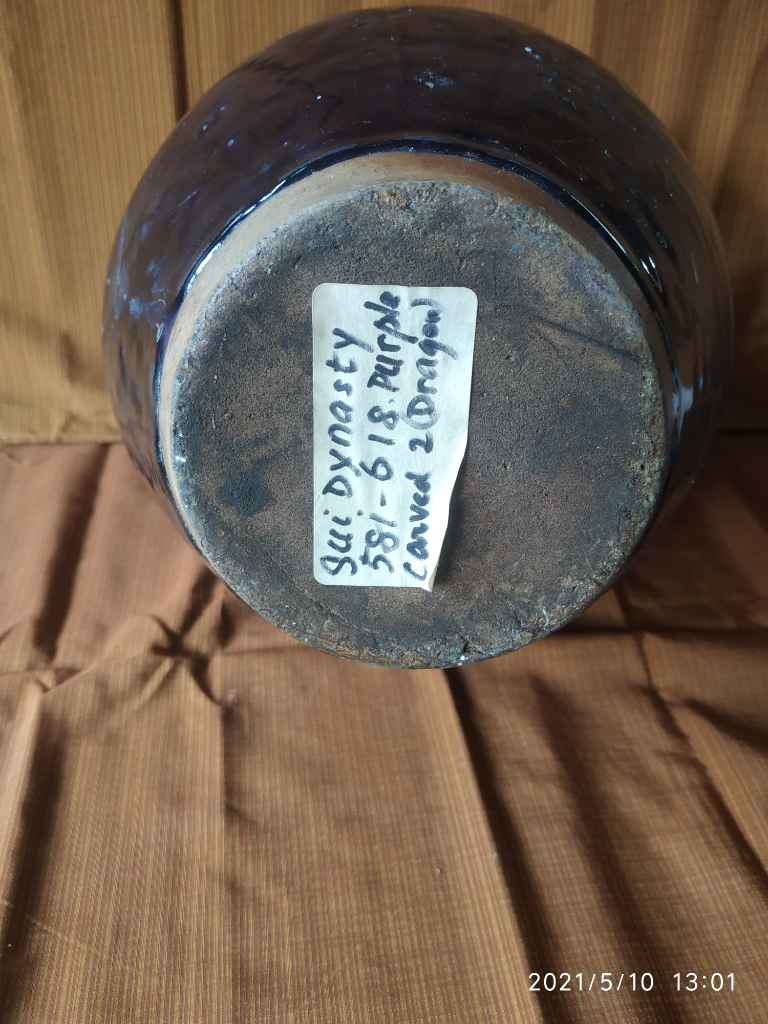 Sui Dynasty
581-618. Purple
Carved 2 (Dragon)
2021/5/10 13:01